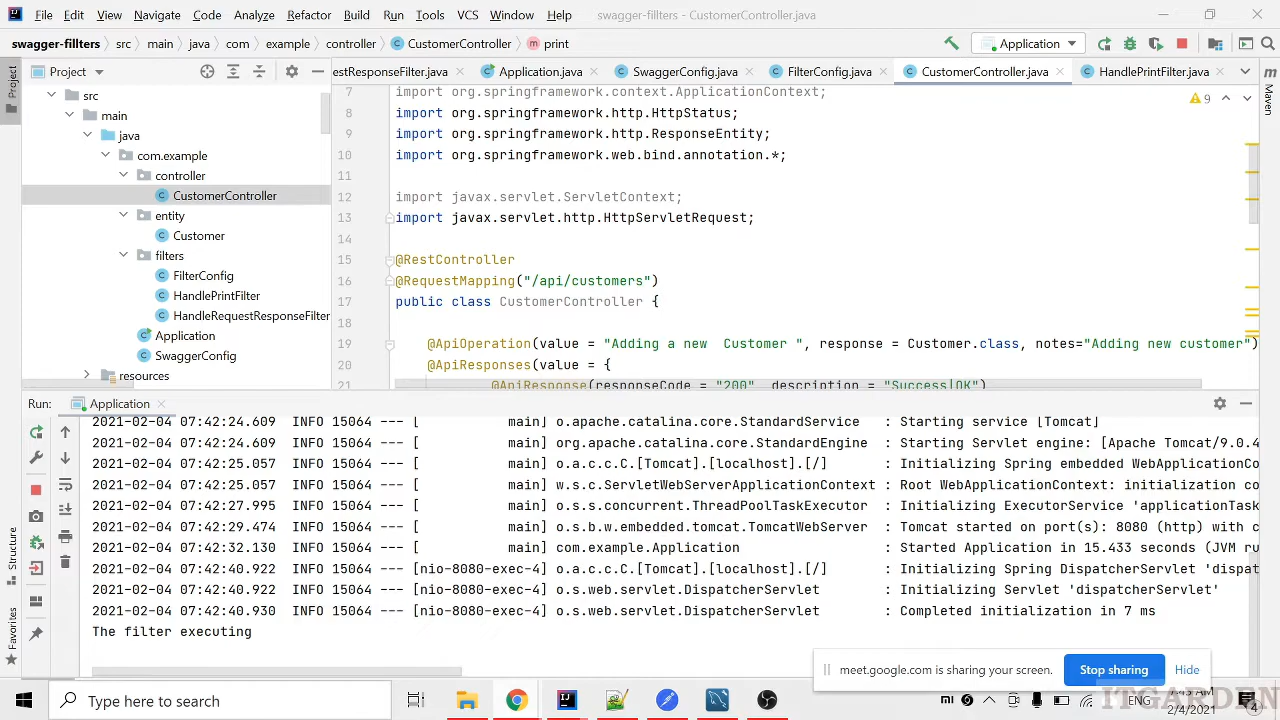 File Edit View Navigate Code Analyze Refactor Build Run Tools VCS Window Help swagger-fillters - CustomerController.java
swagger-fillters src main java com example controller CustomerController print Application
Project estResponseFilter.java Application.java SwaggerConfig.java FilterConfig.java CustomerController.java HandlePrintFilter.java
Project
Maven
src
main
java
com.example
controller
CustomerController
entity
Customer
filters
FilterConfig
HandlePrintFilter
HandleRequestResponseFilter
Application
SwaggerConfig
resources
9
7 import org.springframework.context.ApplicationContext;
8 import org.springframework.http.HttpStatus;
9 import org.springframework.http.ResponseEntity;
10 import org.springframework.web.bind.annotation.*;
11
12 import javax.servlet.ServletContext;
13 import javax.servlet.http.HttpServletRequest;
14
15 @RestController
16 @RequestMapping("/api/customers")
17 public class CustomerController {
18
19 @ApiOperation(value = "Adding a new  Customer ", response = Customer.class, notes="Adding new customer")
20 @ApiResponses(value = {
21 @ApiResponse(responseCode = "200", description = "Success|OK")
Run: Application
2021-02-04 07:42:24.609  INFO 15064 --- [           main] o.apache.catalina.core.StandardService   : Starting service [Tomcat]
2021-02-04 07:42:24.609  INFO 15064 --- [           main] org.apache.catalina.core.StandardEngine  : Starting Servlet engine: [Apache Tomcat/9.0.4
2021-02-04 07:42:25.057  INFO 15064 --- [           main] o.a.c.c.C.[Tomcat].[localhost].[/]       : Initializing Spring embedded WebApplicationCo
2021-02-04 07:42:25.057  INFO 15064 --- [           main] w.s.c.ServletWebServerApplicationContext : Root WebApplicationContext: initialization co
2021-02-04 07:42:27.995  INFO 15064 --- [           main] o.s.s.concurrent.ThreadPoolTaskExecutor  : Initializing ExecutorService 'applicationTask
2021-02-04 07:42:29.474  INFO 15064 --- [           main] o.s.b.w.embedded.tomcat.TomcatWebServer  : Tomcat started on port(s): 8080 (http) with c
2021-02-04 07:42:32.130  INFO 15064 --- [           main] com.example.Application                  : Started Application in 15.433 seconds (JVM ru
2021-02-04 07:42:40.922  INFO 15064 --- [nio-8080-exec-4] o.a.c.c.C.[Tomcat].[localhost].[/]       : Initializing Spring DispatcherServlet 'dispat
2021-02-04 07:42:40.922  INFO 15064 --- [nio-8080-exec-4] o.s.web.servlet.DispatcherServlet        : Initializing Servlet 'dispatcherServlet'
2021-02-04 07:42:40.930  INFO 15064 --- [nio-8080-exec-4] o.s.web.servlet.DispatcherServlet        : Completed initialization in 7 ms
The filter executing
Structure
Favorites
meet.google.com is sharing your screen. Stop sharing Hide
Type here to search
ENG
2/4/2021
4